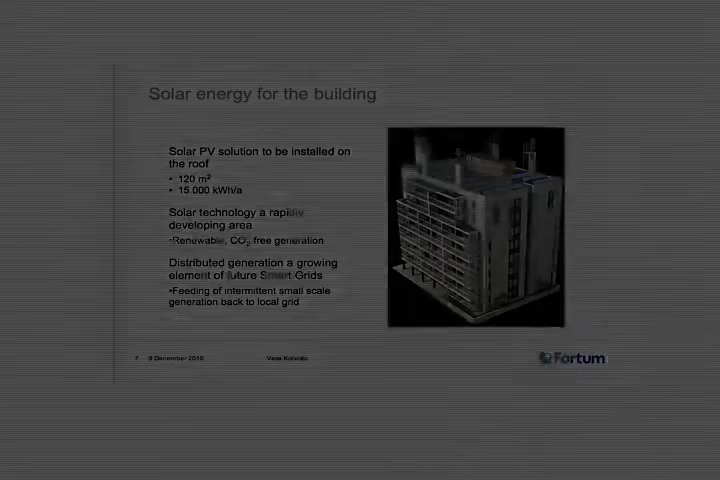 Solar energy for the building
Solar PV solution to be installed on
the roof
• 120 m²
• 15 000 kWh/a
Solar technology a rapidly
developing area
•Renewable, CO₂ free generation
Distributed generation a growing
element of future Smart Grids
•Feeding of intermittent small scale
generation back to local grid
7 9 December 2010 Vesa Koivisto
Fortum